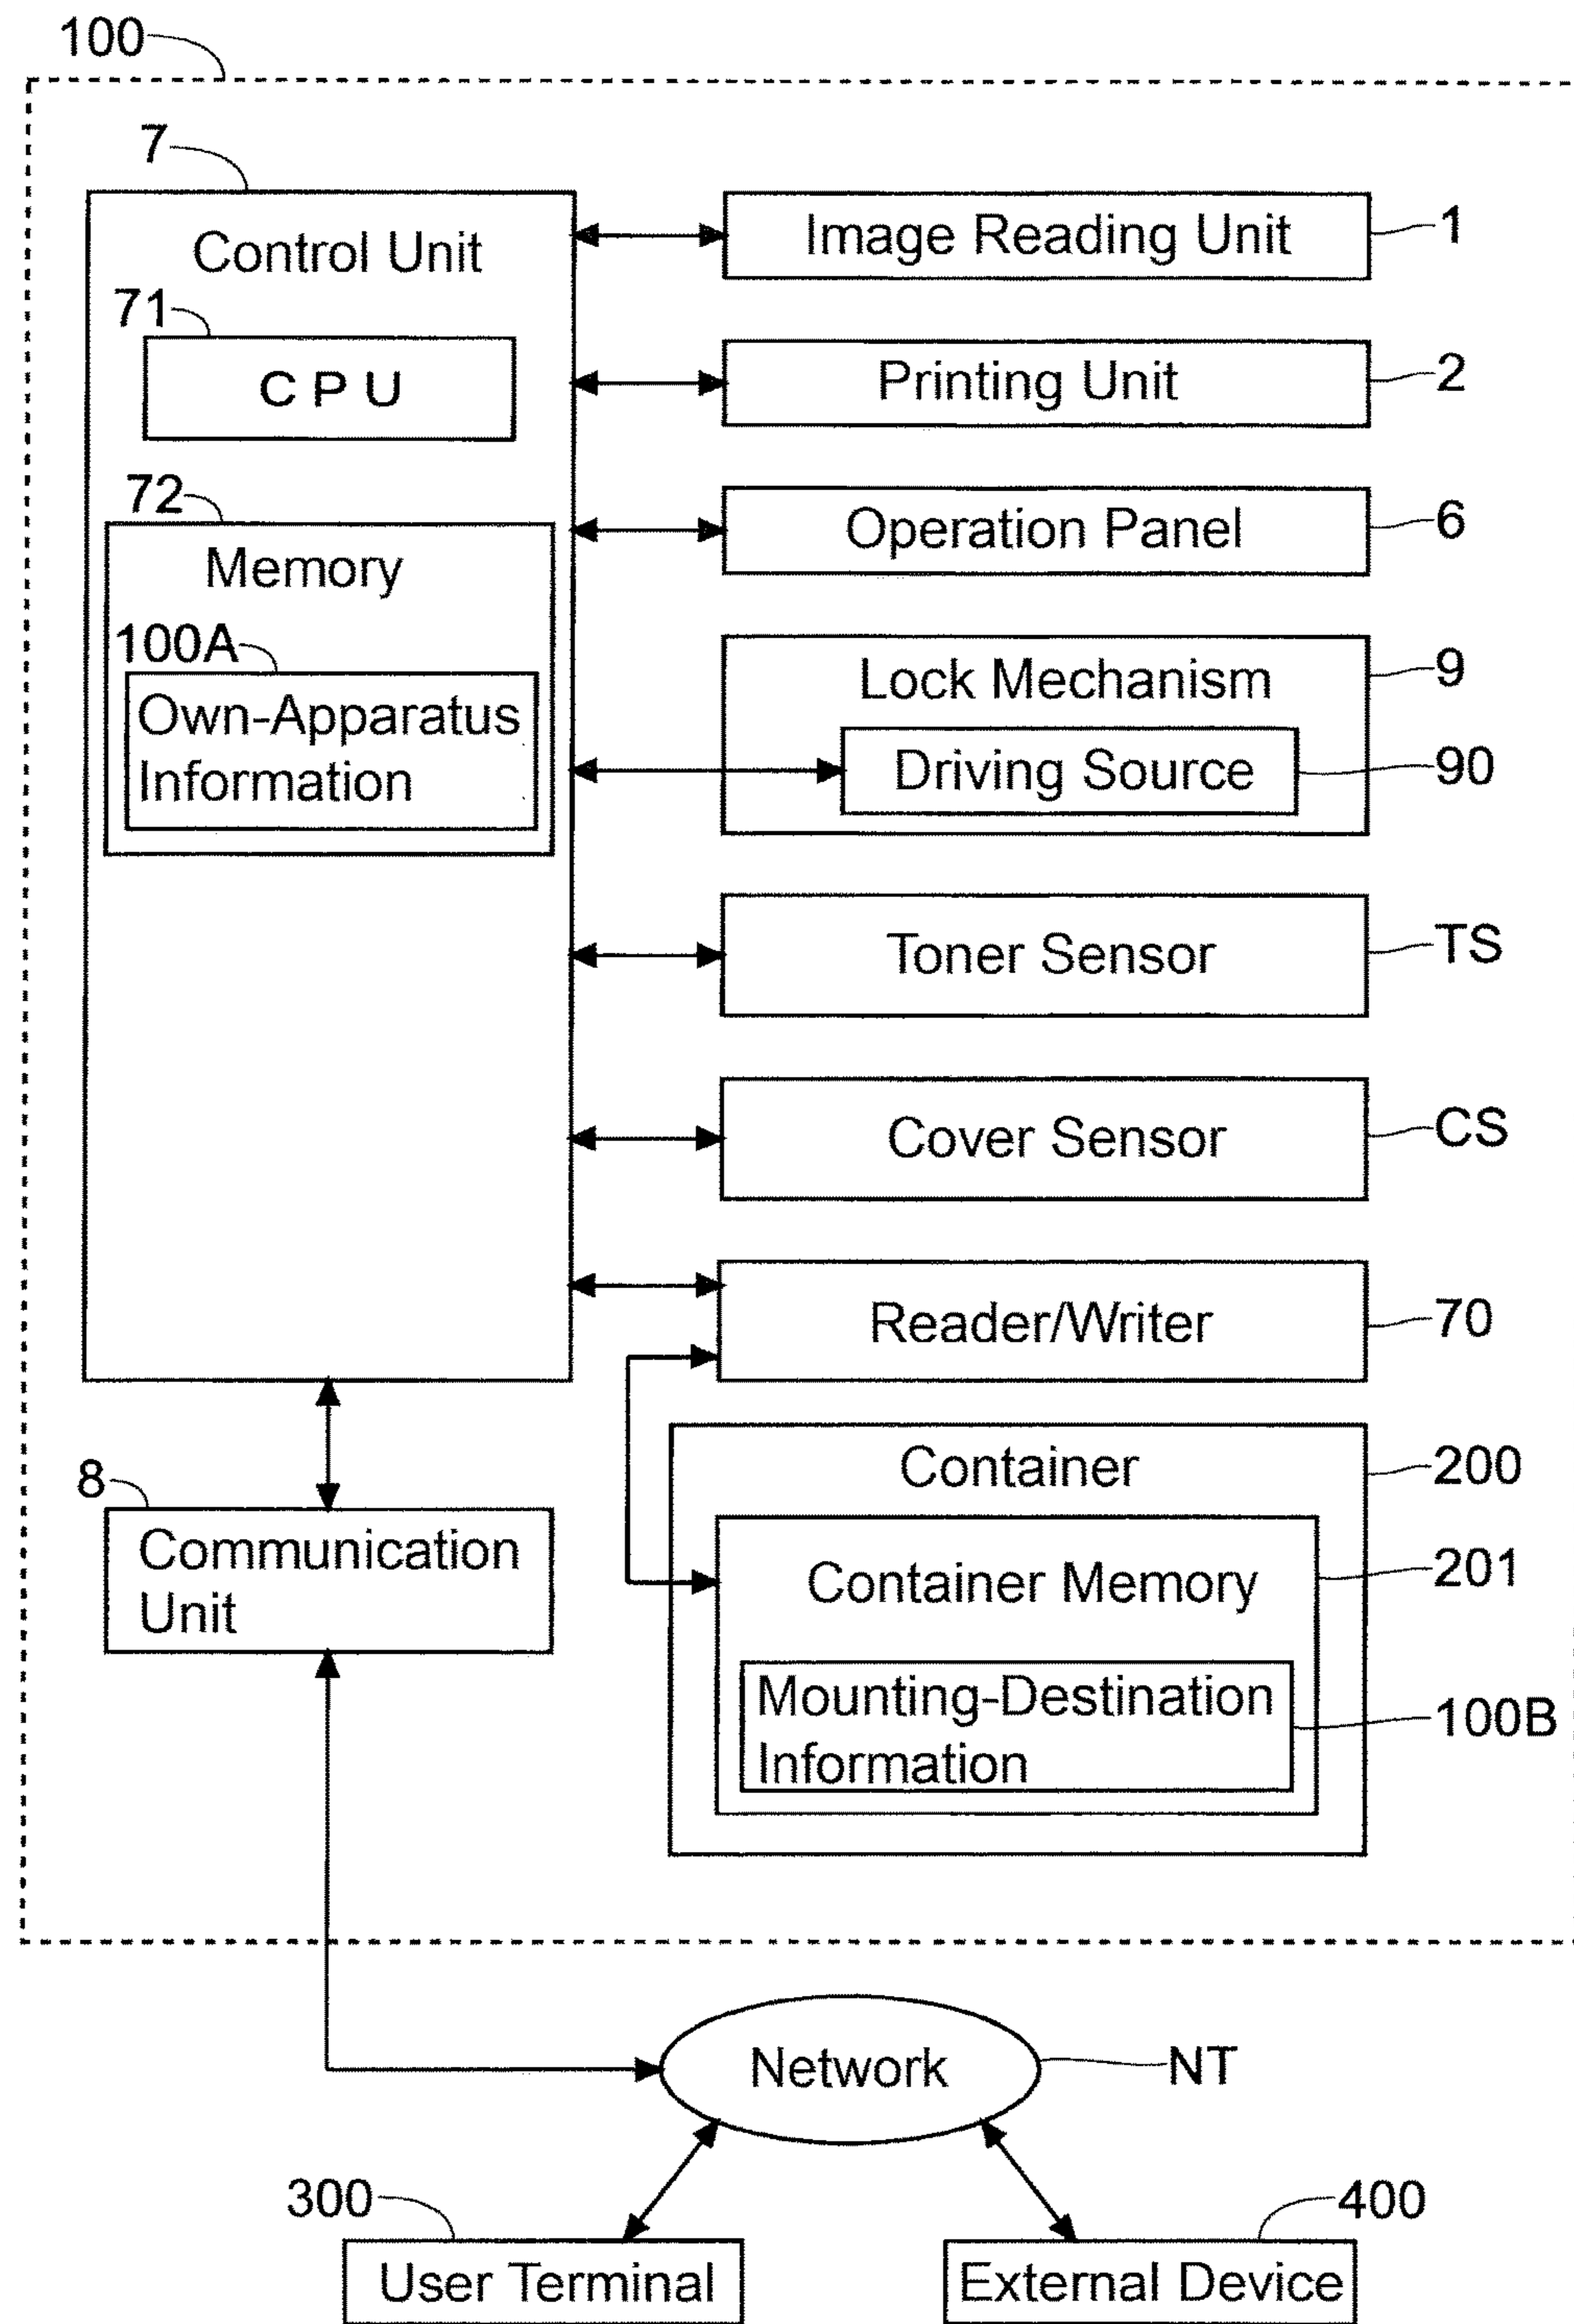 100
7
Control Unit
Image Reading Unit
1
71
C P U
Printing Unit
2
72
Memory
Operation Panel
6
100A
Own-Apparatus
Information
Lock Mechanism
9
Driving Source
90
Toner Sensor
TS
Cover Sensor
CS
Reader/Writer
70
8
Communication
Unit
Container
200
Container Memory
201
Mounting-Destination
Information
100B
Network
NT
300
User Terminal
400
External Device